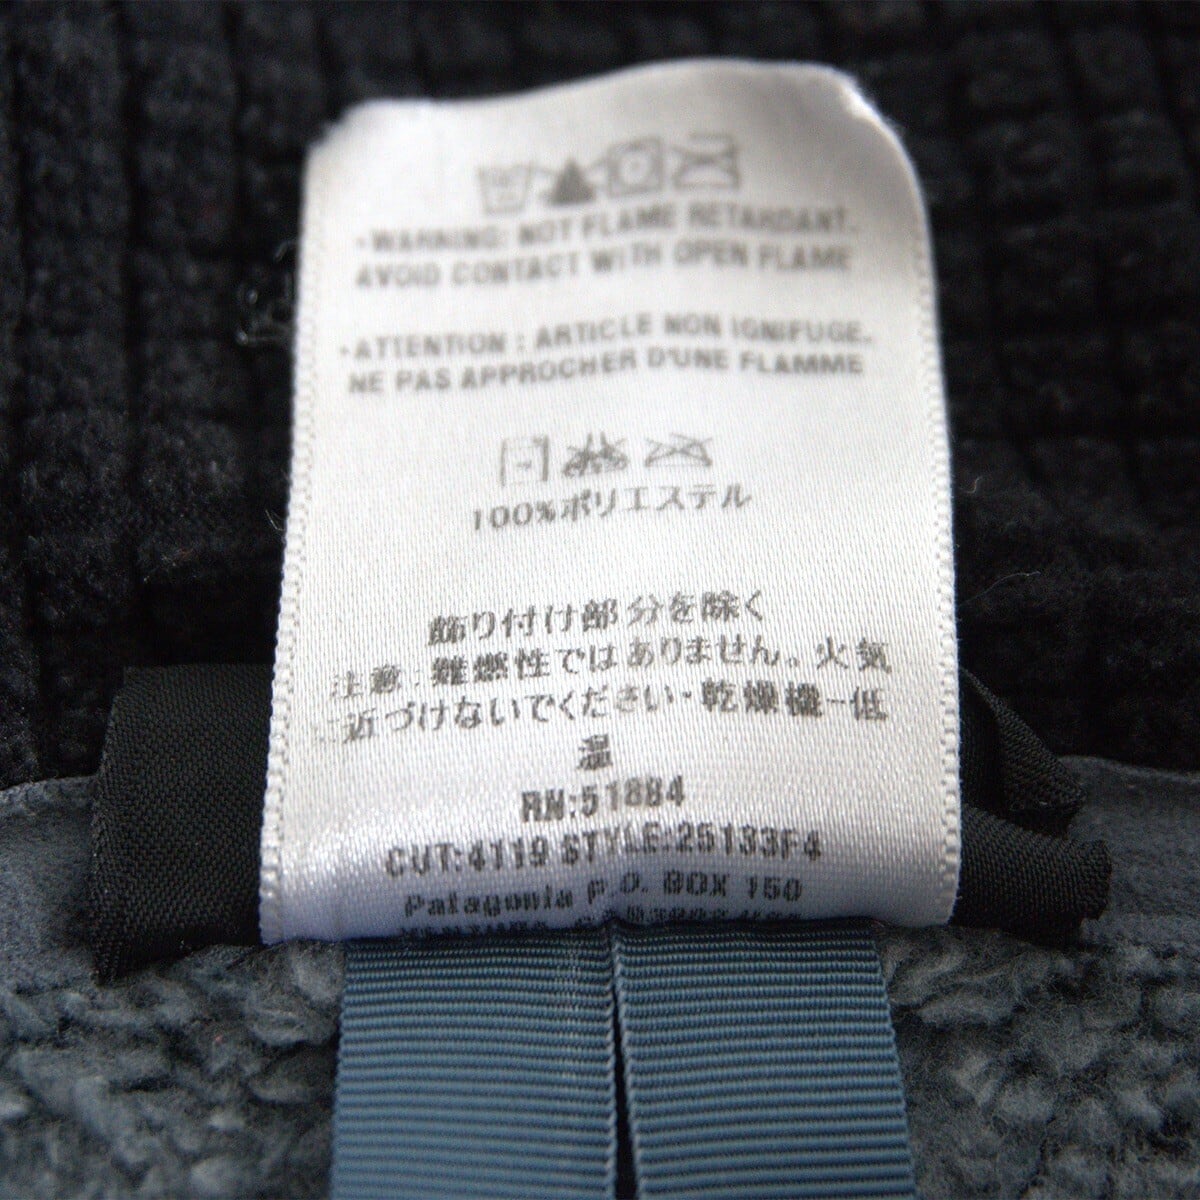 •WARNING: NOT FLAME RETARDANT.
AVOID CONTACT WITH OPEN FLAME
•ATTENTION : ARTICLE NON IGNIFUGE.
NE PAS APPROCHER D'UNE FLAMME
100%ポリエステル
飾り付け部分を除く
注意:難燃性ではありません。火気
に近づけないでください・乾燥機-低
温
RN:51884
CUT:4119 STYLE:25133F4
Patagonia P.O. BOX 150